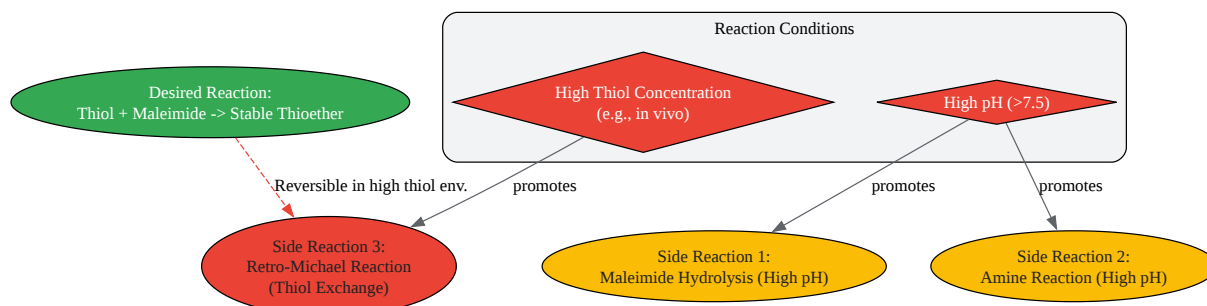 Reaction Conditions
Desired Reaction:
Thiol + Maleimide -> Stable Thioether
High Thiol Concentration
(e.g., in vivo)
High pH (>7.5)
Reversible in high thiol env.
promotes
promotes
promotes
Side Reaction 3:
Retro-Michael Reaction
(Thiol Exchange)
Side Reaction 1:
Maleimide Hydrolysis (High pH)
Side Reaction 2:
Amine Reaction (High pH)